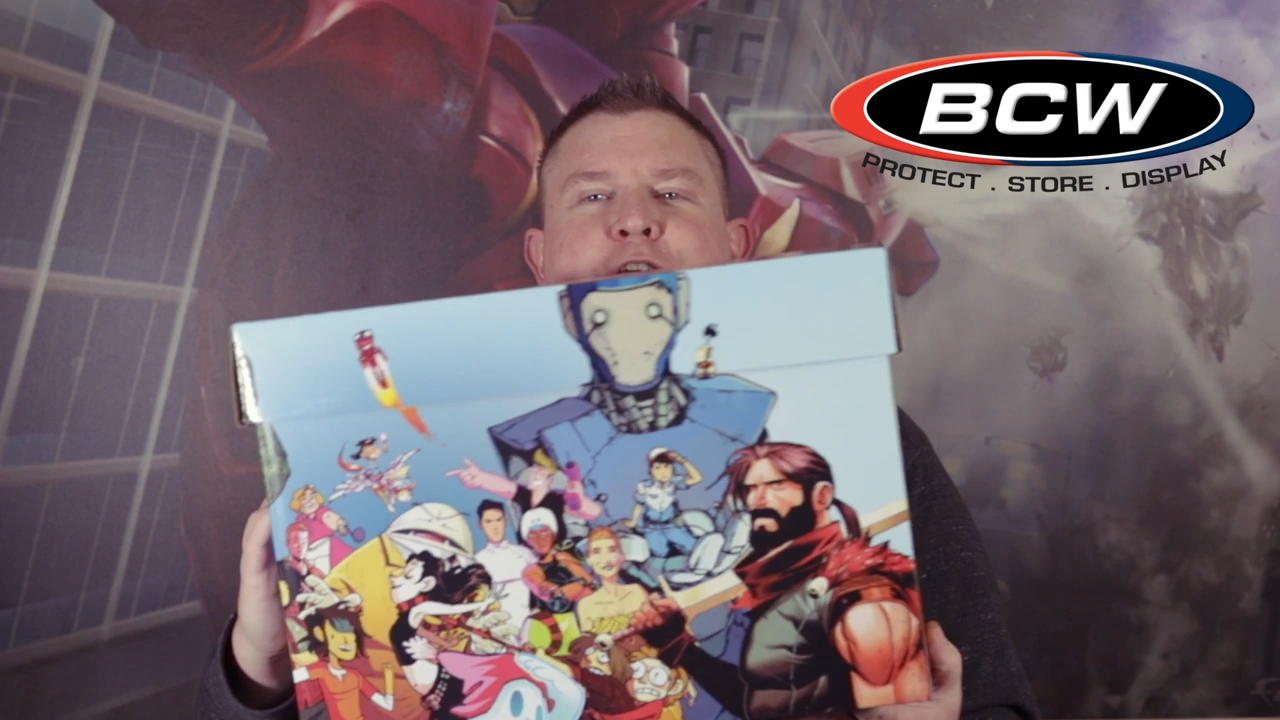 BCW
PROTECT . STORE . DISPLAY